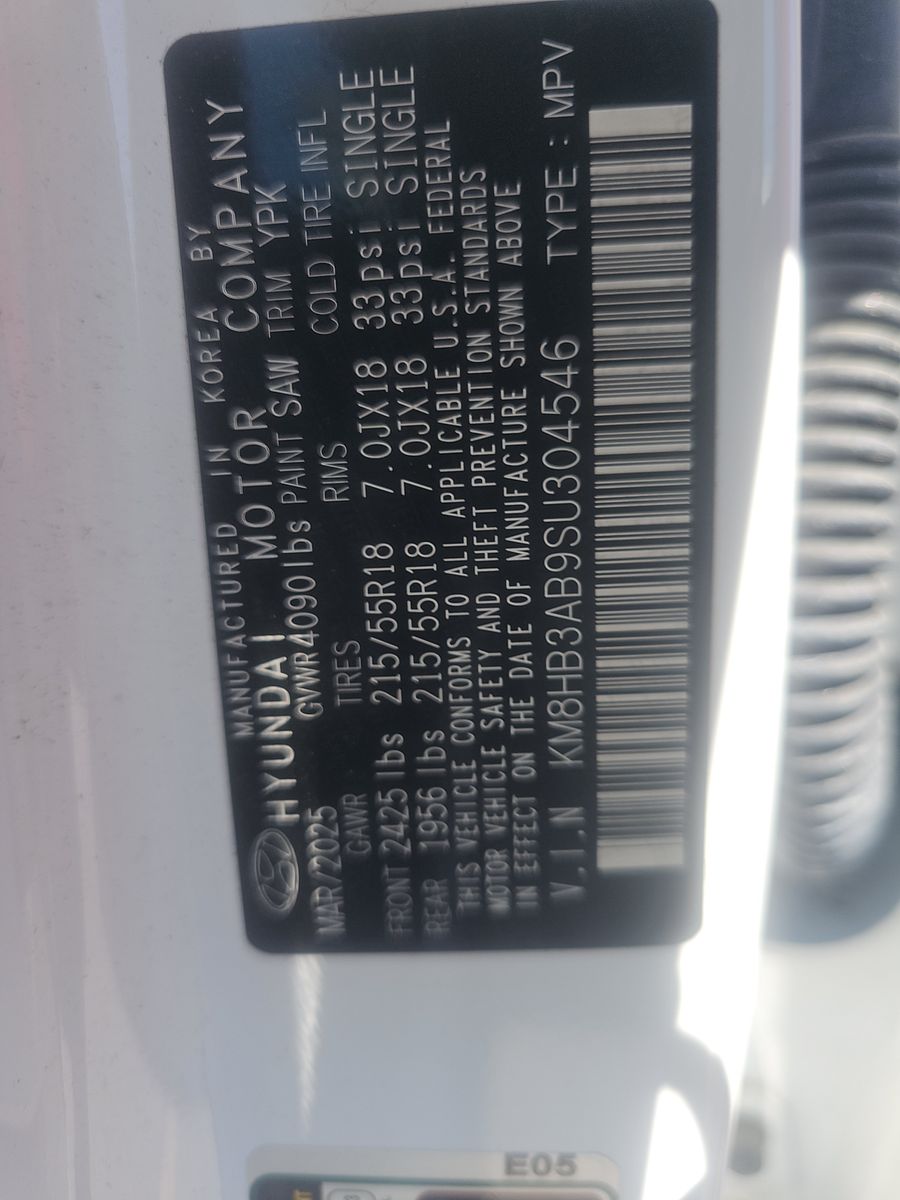 MANUFACTURED IN KOREA BY
HYUNDAI MOTOR COMPANY
MAR/2025 GVWR 4090lbs PAINT SAW TRIM YPK
GAWR TIRES RIMS COLD TIRE INFL
FRONT 2425 lbs 215/55R18 7.0JX18 33psi SINGLE
REAR 1956 lbs 215/55R18 7.0JX18 33psi SINGLE
THIS VEHICLE CONFORMS TO ALL APPLICABLE U.S.A. FEDERAL
MOTOR VEHICLE SAFETY AND THEFT PREVENTION STANDARDS
IN EFFECT ON THE DATE OF MANUFACTURE SHOWN ABOVE
V.I.N KM8HB3AB9SU304546 TYPE : MPV
E05